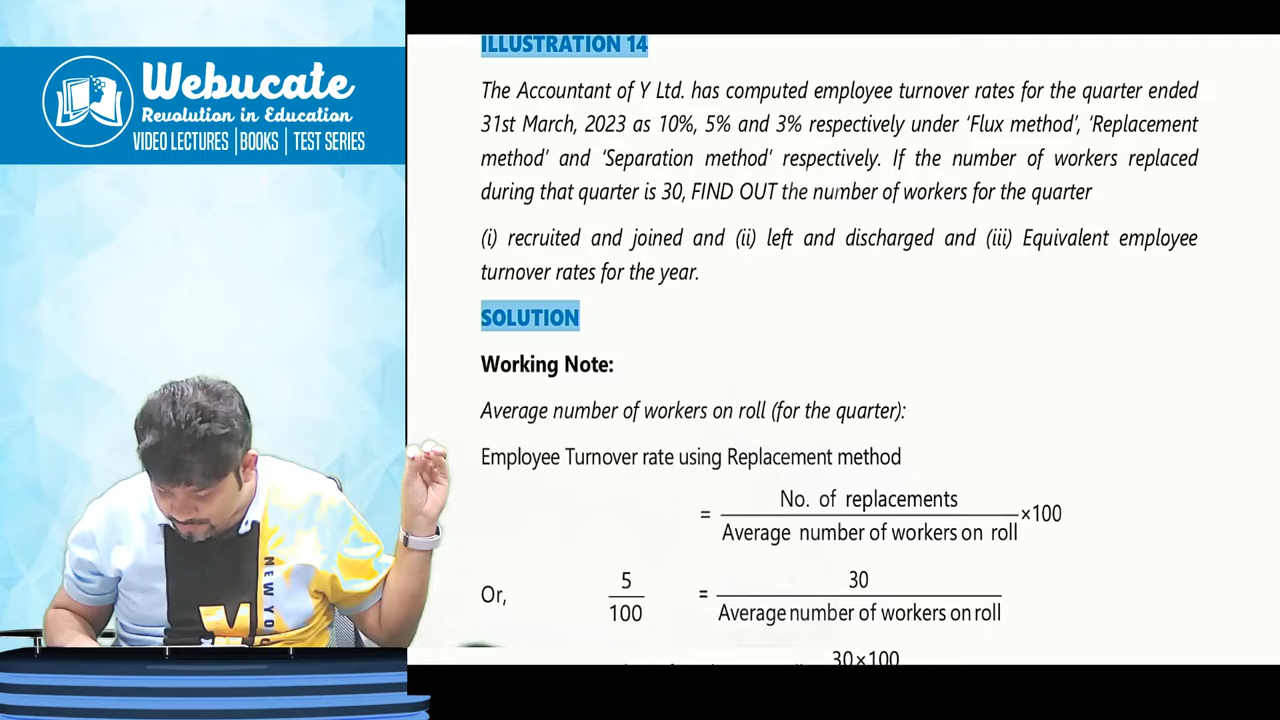 Webucate
Revolution in Education
VIDEO LECTURES | BOOKS | TEST SERIES
ILLUSTRATION 14
The Accountant of Y Ltd. has computed employee turnover rates for the quarter ended
31st March, 2023 as 10%, 5% and 3% respectively under ‘Flux method’, ‘Replacement
method’ and ‘Separation method’ respectively. If the number of workers replaced
during that quarter is 30, FIND OUT the number of workers for the quarter
(i) recruited and joined and (ii) left and discharged and (iii) Equivalent employee
turnover rates for the year.
SOLUTION
Working Note:
Average number of workers on roll (for the quarter):
Employee Turnover rate using Replacement method
No. of replacements
= ×100
Average number of workers on roll
5 30
Or, =
100 Average number of workers on roll
30×100
NEW YO